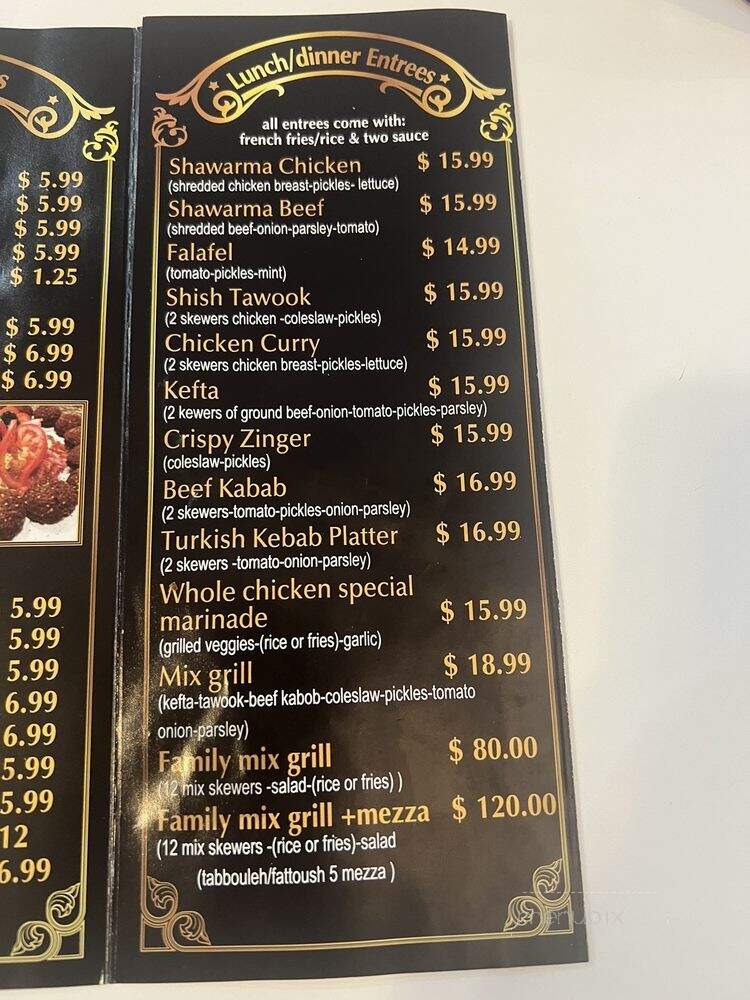 s
$ 5.99
$ 5.99
$ 5.99
$ 5.99
$ 1.25
$ 5.99
$ 6.99
$ 6.99
5.99
5.99
5.99
6.99
6.99
5.99
5.99
12
6.99
Lunch/dinner Entrees
all entrees come with:
french fries/rice & two sauce
Shawarma Chicken $ 15.99
(shredded chicken breast-pickles- lettuce)
Shawarma Beef $ 15.99
(shredded beef-onion-parsley-tomato)
Falafel $ 14.99
(tomato-pickles-mint)
Shish Tawook $ 15.99
(2 skewers chicken -coleslaw-pickles)
Chicken Curry $ 15.99
(2 skewers chicken breast-pickles-lettuce)
Kefta $ 15.99
(2 kewers of ground beef-onion-tomato-pickles-parsley)
Crispy Zinger $ 15.99
(coleslaw-pickles)
Beef Kabab $ 16.99
(2 skewers-tomato-pickles-onion-parsley)
Turkish Kebab Platter $ 16.99
(2 skewers -tomato-onion-parsley)
Whole chicken special
marinade $ 15.99
(grilled veggies-(rice or fries)-garlic)
Mix grill $ 18.99
(kefta-tawook-beef kabob-coleslaw-pickles-tomato
onion-parsley)
Family mix grill $ 80.00
(12 mix skewers -salad-(rice or fries) )
Family mix grill +mezza $ 120.00
(12 mix skewers -(rice or fries)-salad
(tabbouleh/fattoush 5 mezza )
menupix